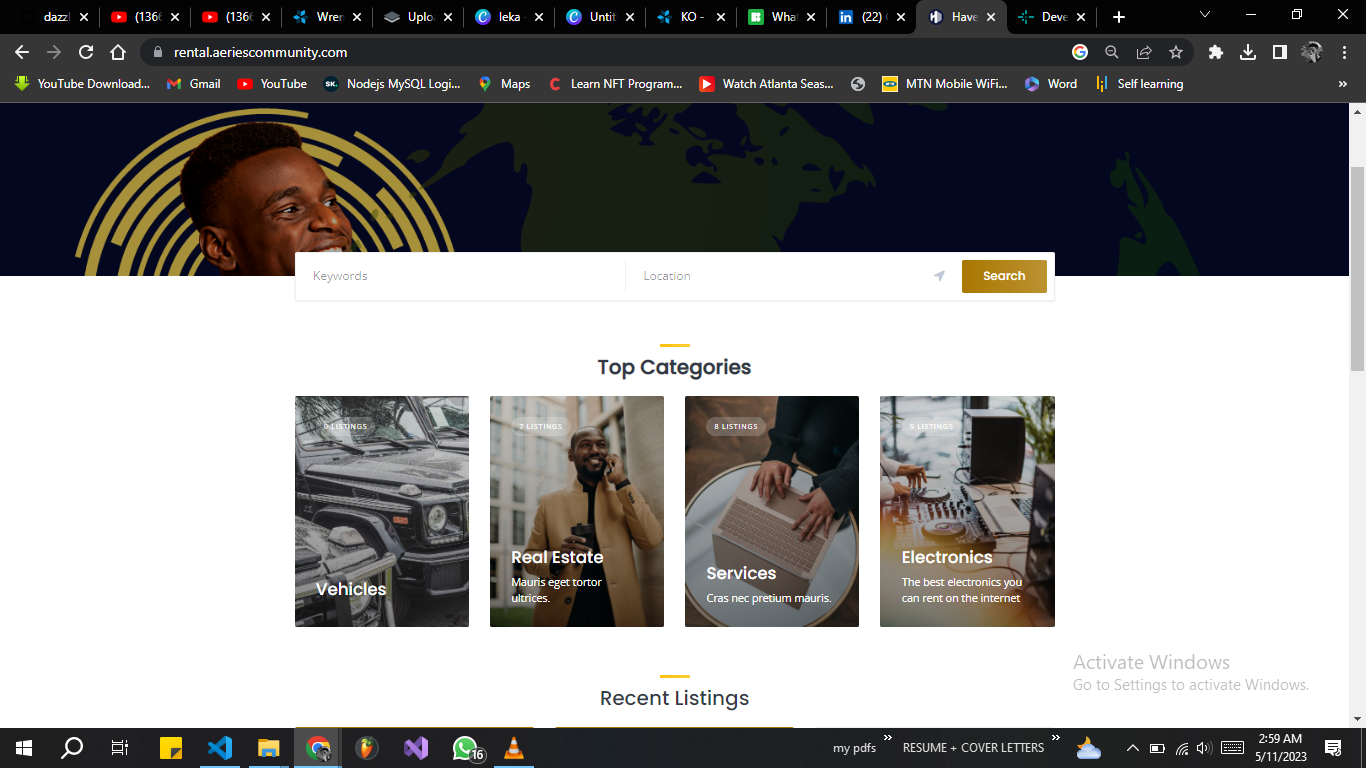 dazz
(136
(136
Wren
Uplo
leka -
Untit
KO -
What
(22)
Have
Deve
rental.aeriescommunity.com
YouTube Download...
Gmail
YouTube
SK.
Nodejs MySQL Logi...
Maps
Learn NFT Program...
Watch Atlanta Seas...
MTN Mobile WiFi...
Word
Self learning
Keywords
Location
Search
Top Categories
LISTINGS
7 LISTINGS
8 LISTINGS
5 LISTINGS
Vehicles
Real Estate
Mauris eget tortor
ultrices.
Services
Cras nec pretium mauris.
Electronics
The best electronics you
can rent on the internet
Activate Windows
Go to Settings to activate Windows.
Recent Listings
16
my pdfs
RESUME + COVER LETTERS
2:59 AM
5/11/2023